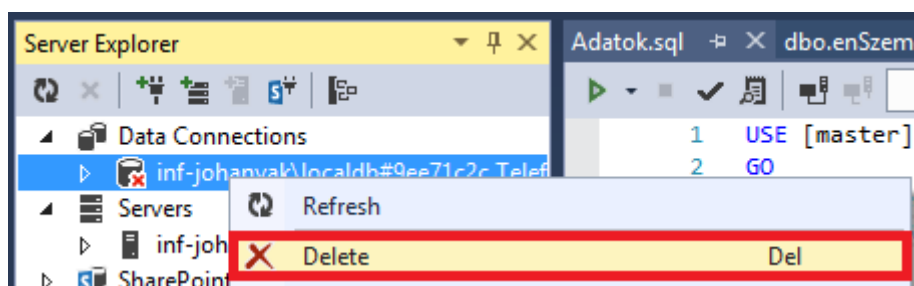 Server Explorer
Adatok.sql
dbo.enSzem
Data Connections
1 USE [master]
inf-johanyak\localdb#9ee71c2c.Telef
2 GO
Servers
Refresh
inf-joh
Delete Del
SharePoint